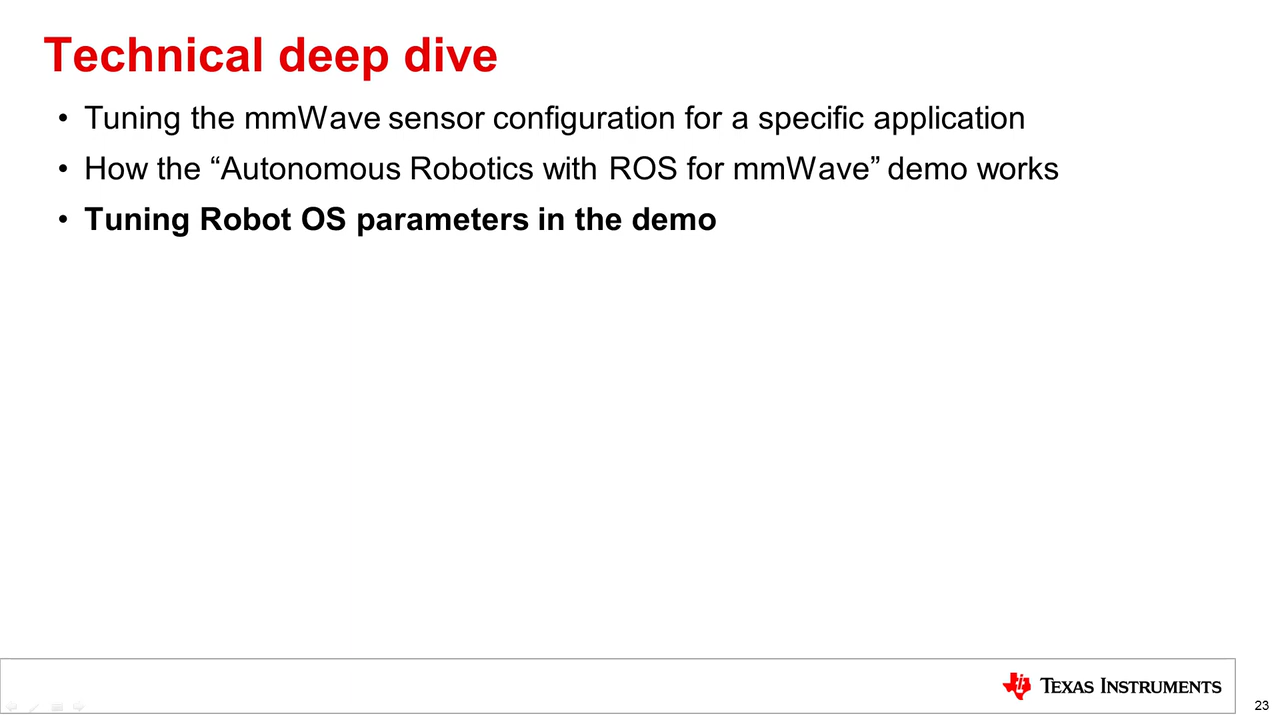 Technical deep dive
• Tuning the mmWave sensor configuration for a specific application
• How the “Autonomous Robotics with ROS for mmWave” demo works
• Tuning Robot OS parameters in the demo
TEXAS INSTRUMENTS
23